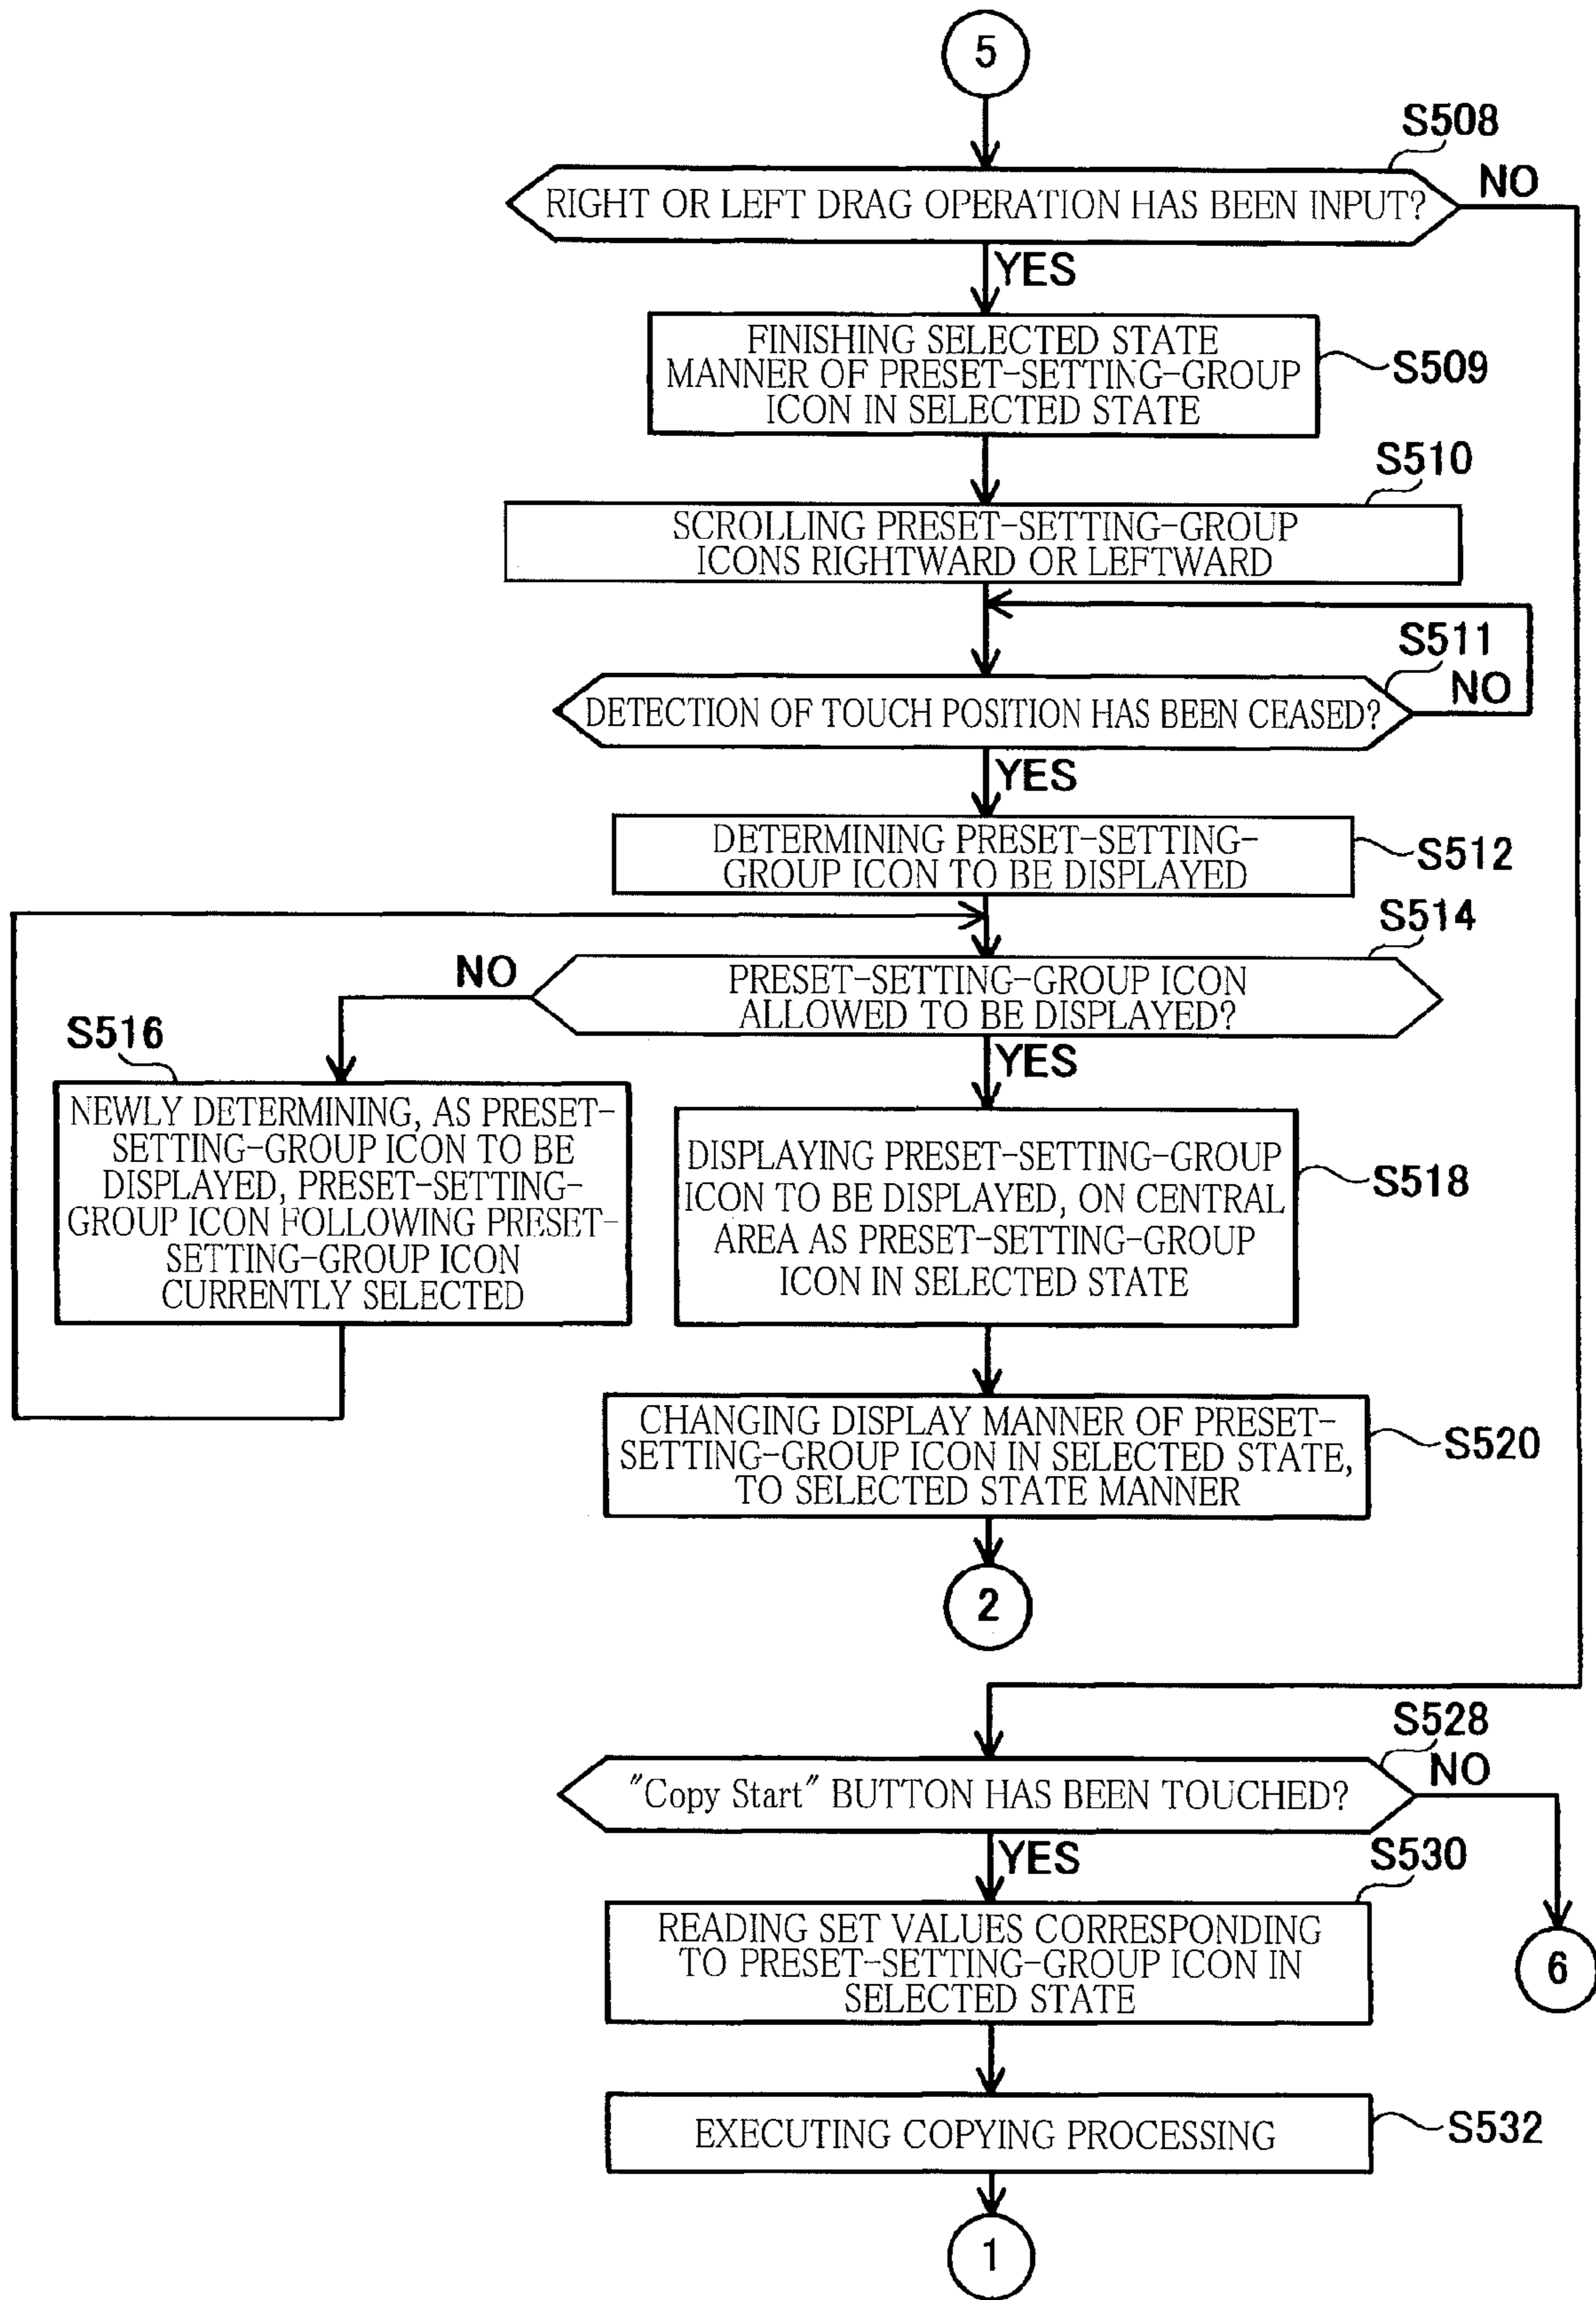 5
S508
RIGHT OR LEFT DRAG OPERATION HAS BEEN INPUT?
NO
YES
FINISHING SELECTED STATE
MANNER OF PRESET-SETTING-GROUP
ICON IN SELECTED STATE
S509
S510
SCROLLING PRESET-SETTING-GROUP
ICONS RIGHTWARD OR LEFTWARD
S511
DETECTION OF TOUCH POSITION HAS BEEN CEASED?
NO
YES
DETERMINING PRESET-SETTING-
GROUP ICON TO BE DISPLAYED
S512
S514
PRESET-SETTING-GROUP ICON
ALLOWED TO BE DISPLAYED?
NO
YES
S516
NEWLY DETERMINING, AS PRESET-
SETTING-GROUP ICON TO BE
DISPLAYED, PRESET-SETTING-
GROUP ICON FOLLOWING PRESET-
SETTING-GROUP ICON
CURRENTLY SELECTED
DISPLAYING PRESET-SETTING-GROUP
ICON TO BE DISPLAYED, ON CENTRAL
AREA AS PRESET-SETTING-GROUP
ICON IN SELECTED STATE
S518
CHANGING DISPLAY MANNER OF PRESET-
SETTING-GROUP ICON IN SELECTED STATE,
TO SELECTED STATE MANNER
S520
2
S528
"Copy Start" BUTTON HAS BEEN TOUCHED?
NO
YES
S530
READING SET VALUES CORRESPONDING
TO PRESET-SETTING-GROUP ICON IN
SELECTED STATE
6
EXECUTING COPYING PROCESSING
S532
1